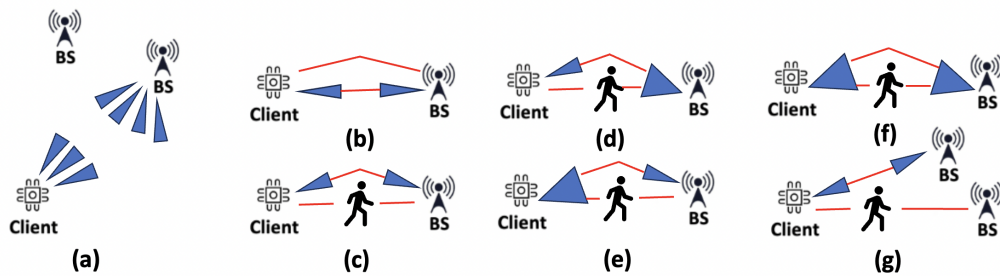 BS
BS
Client
(a)
Client
BS
(b)
Client
BS
(c)
Client
BS
(d)
Client
BS
(e)
Client
BS
(f)
BS
Client
BS
(g)